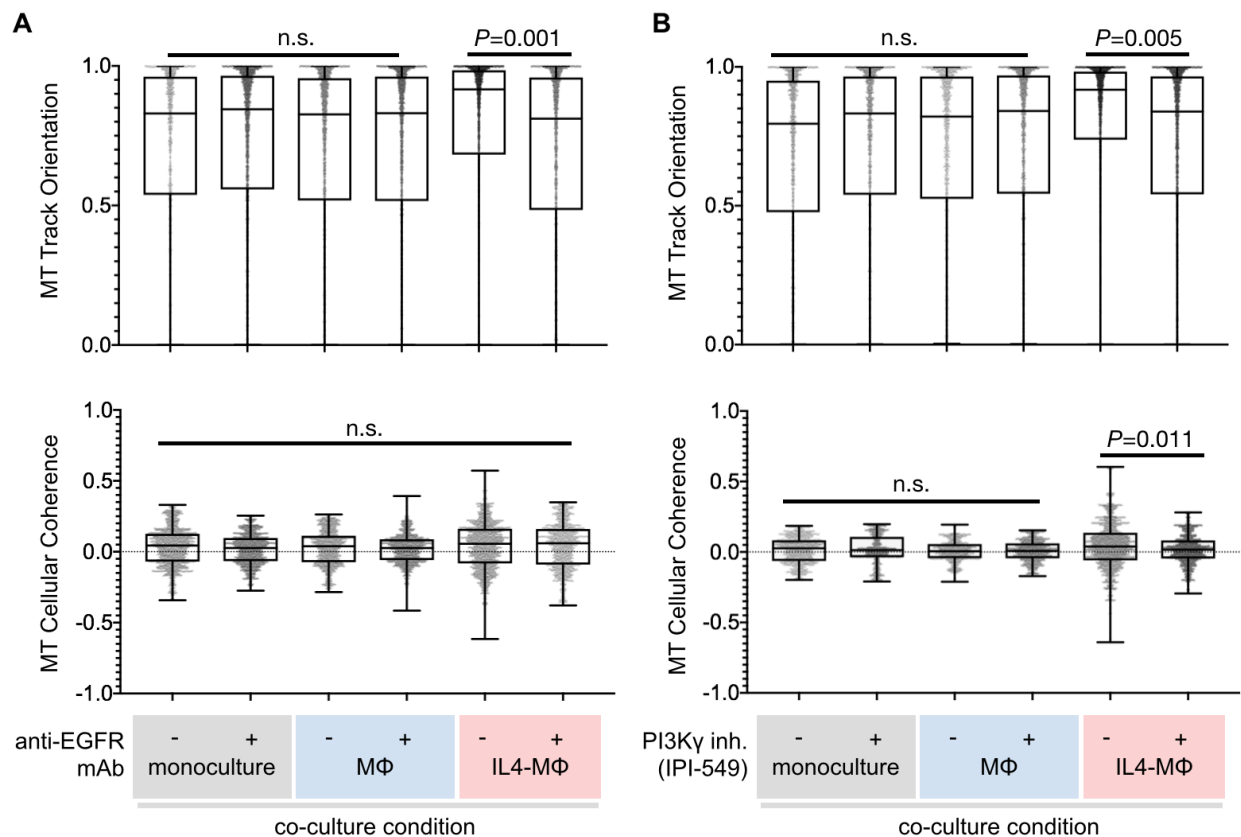 A
n.s.
P=0.001
MT Track Orientation
1.0
0.5
0.0
n.s.
MT Cellular Coherence
1.0
0.5
0.0
-0.5
-1.0
anti-EGFR
mAb
- + - + - +
monoculture MΦ IL4-MΦ
co-culture condition
B
n.s.
P=0.005
MT Track Orientation
1.0
0.5
0.0
n.s.
P=0.011
MT Cellular Coherence
1.0
0.5
0.0
-0.5
-1.0
PI3Kγ inh.
(IPI-549)
- + - + - +
monoculture MΦ IL4-MΦ
co-culture condition